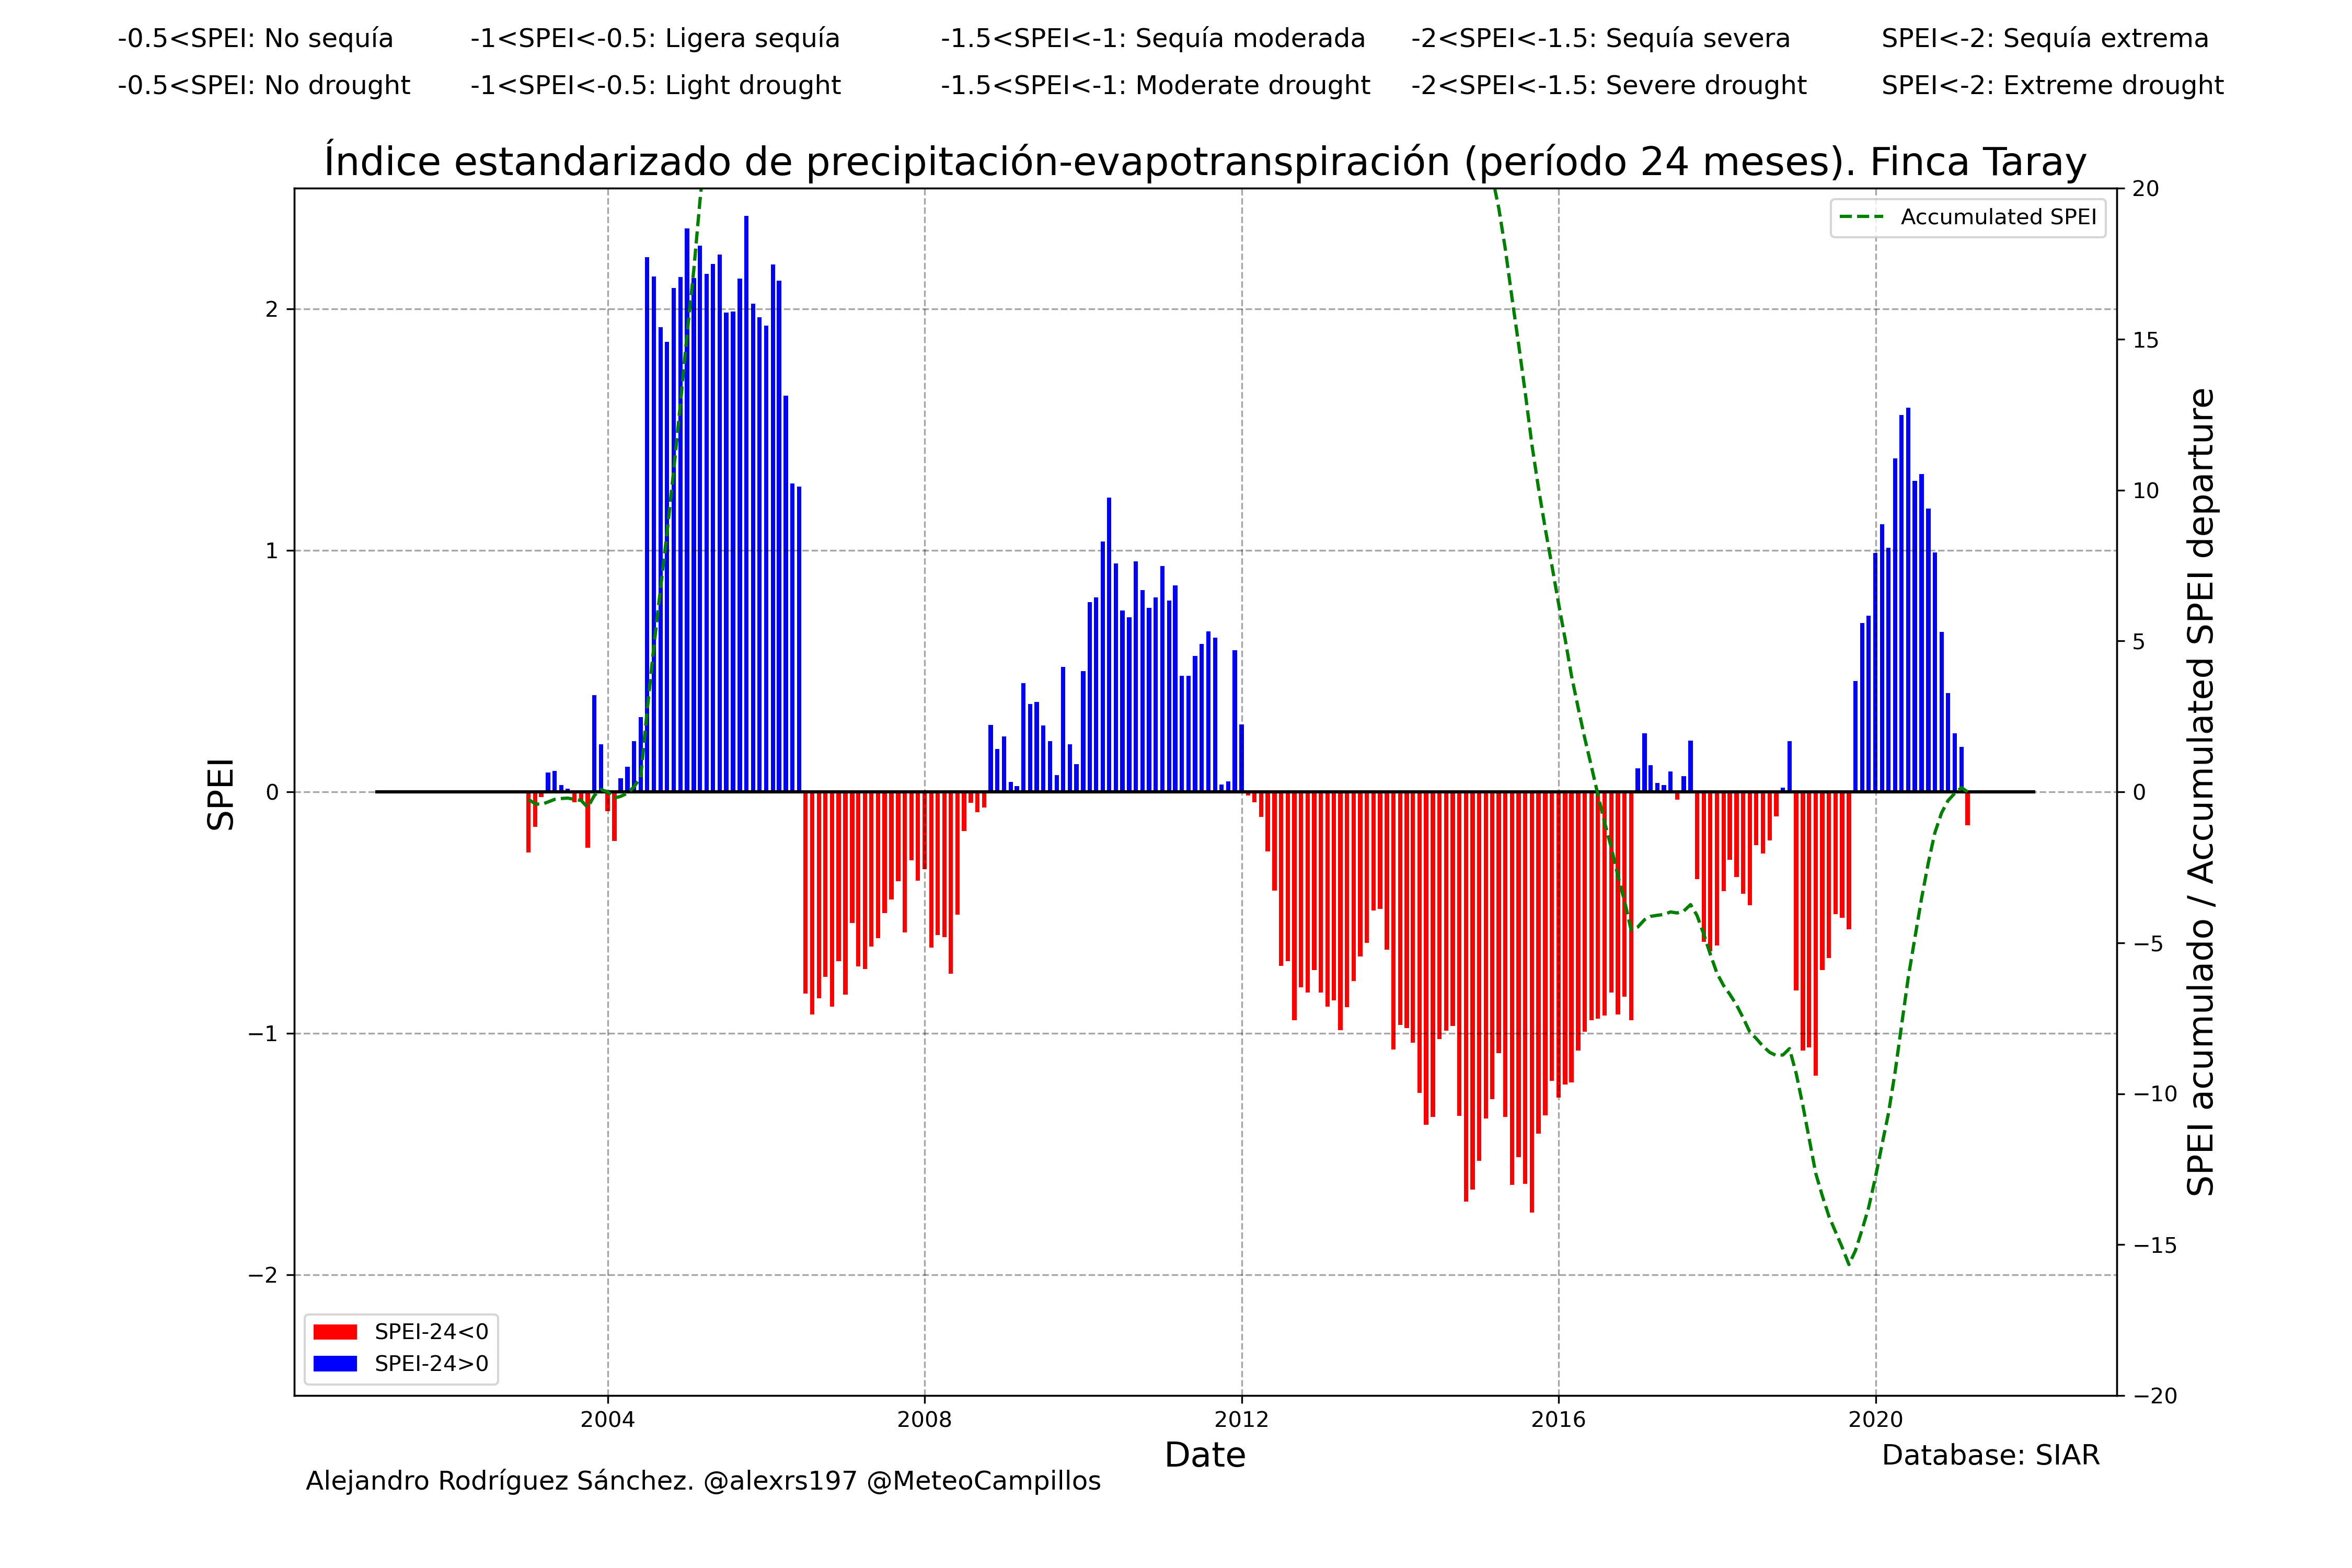 -0.5<SPEI: No sequía
-1<SPEI<-0.5: Ligera sequía
-1.5<SPEI<-1: Sequía moderada
-2<SPEI<-1.5: Sequía severa
SPEI<-2: Sequía extrema
-0.5<SPEI: No drought
-1<SPEI<-0.5: Light drought
-1.5<SPEI<-1: Moderate drought
-2<SPEI<-1.5: Severe drought
SPEI<-2: Extreme drought
Índice estandarizado de precipitación-evapotranspiración (período 24 meses). Finca Taray
Accumulated SPEI
SPEI
2
1
0
−1
−2
20
15
10
5
0
−5
−10
−15
−20
SPEI acumulado / Accumulated SPEI departure
SPEI-24<0
SPEI-24>0
2004
2008
2012
2016
2020
Date
Database: SIAR
Alejandro Rodríguez Sánchez. @alexrs197 @MeteoCampillos